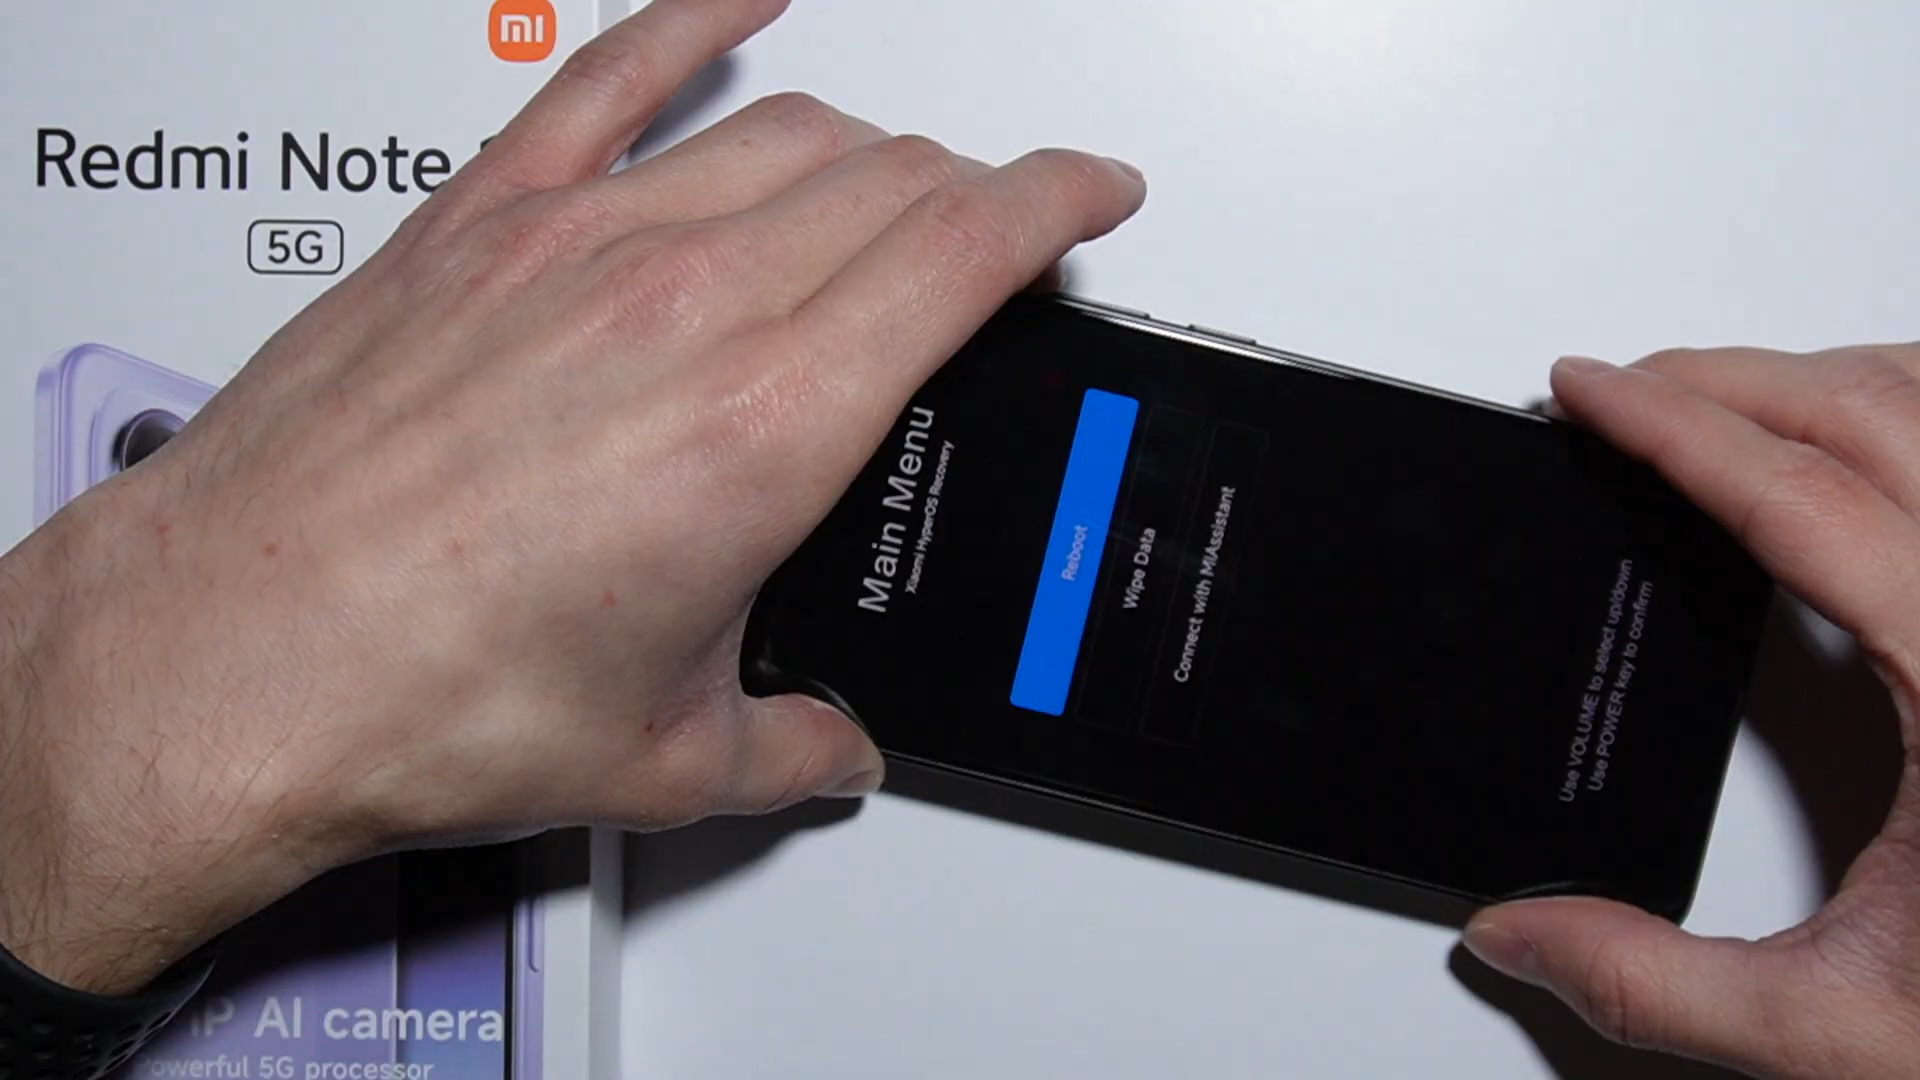 mi
Redmi Note
5G
AI camera
Powerful 5G processor
Main Menu
Xiaomi HyperOS Recovery
Reboot
Wipe Data
Connect with MIAssistant
Use VOLUME to select up/down
Use POWER key to confirm